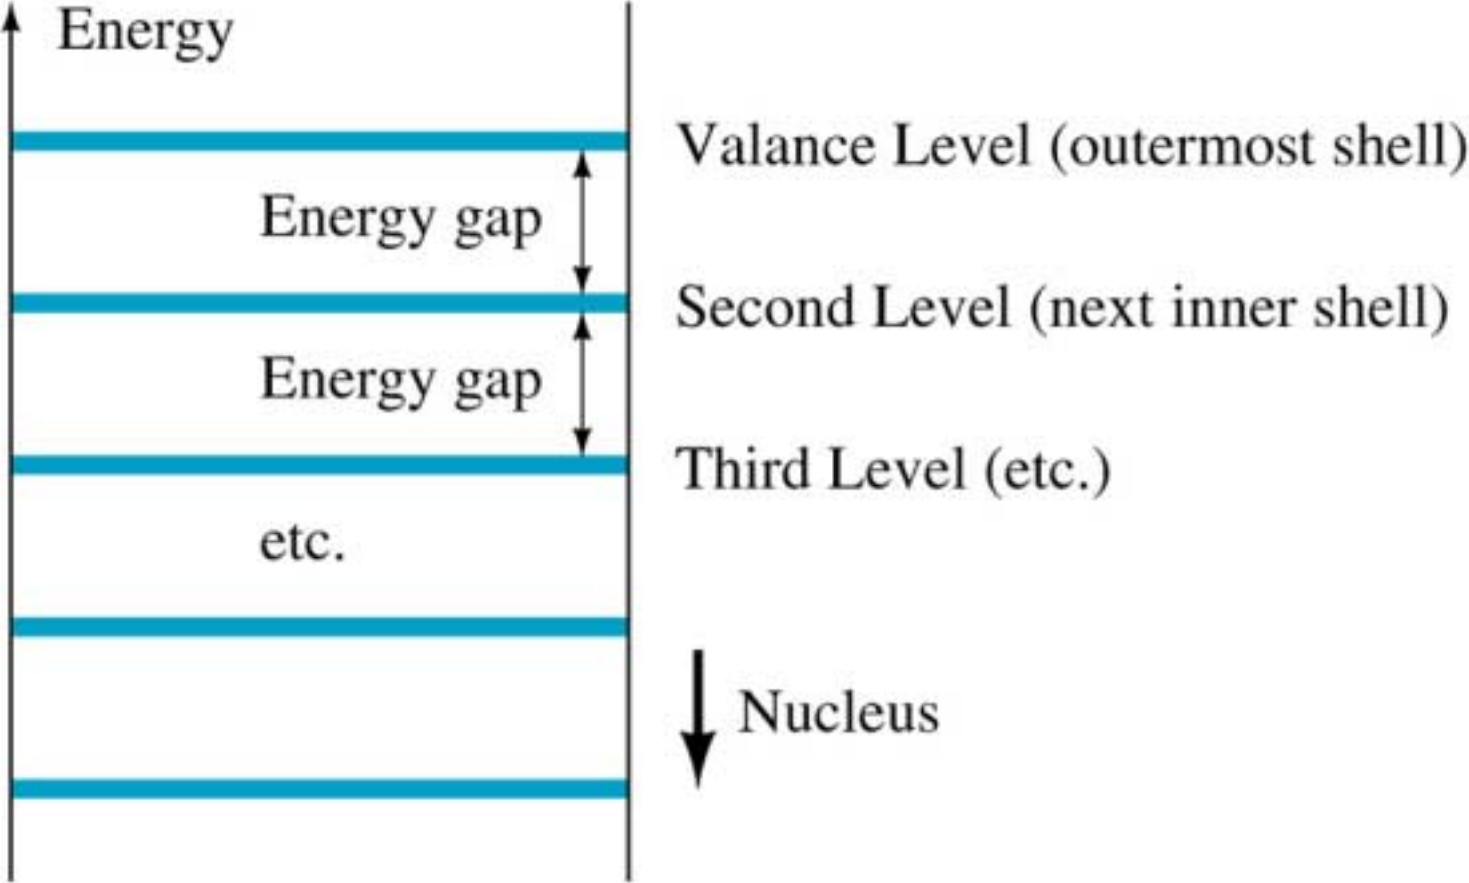 Energy
Valance Level (outermost shell)
Energy gap
Second Level (next inner shell)
Energy gap
Third Level (etc.)
etc.
Nucleus